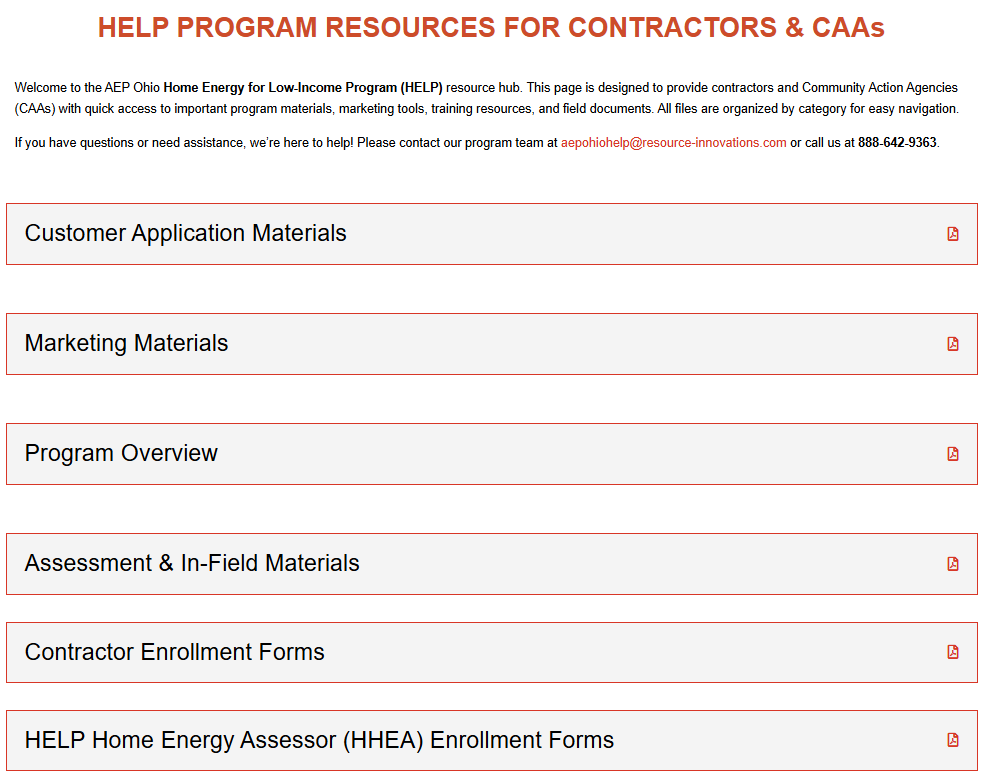 HELP PROGRAM RESOURCES FOR CONTRACTORS & CAAs
Welcome to the AEP Ohio Home Energy for Low-Income Program (HELP) resource hub. This page is designed to provide contractors and Community Action Agencies
(CAAs) with quick access to important program materials, marketing tools, training resources, and field documents. All files are organized by category for easy navigation.
If you have questions or need assistance, we're here to help! Please contact our program team at aepohiohelp@resource-innovations.com or call us at 888-642-9363.
Customer Application Materials
Marketing Materials
Program Overview
Assessment & In-Field Materials
Contractor Enrollment Forms
HELP Home Energy Assessor (HHEA) Enrollment Forms